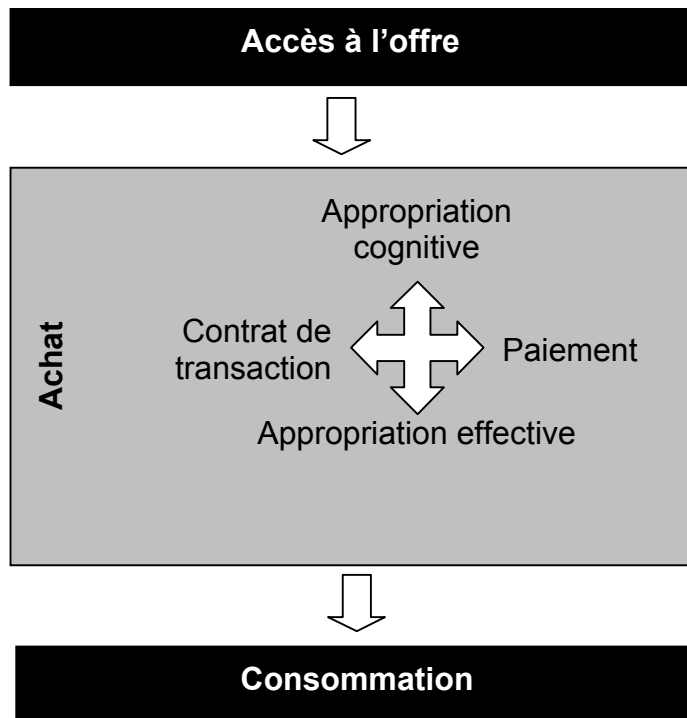 Accès à l'offre
Appropriation
cognitive
Achat
Contrat de
transaction
Paiement
Appropriation effective
Consommation